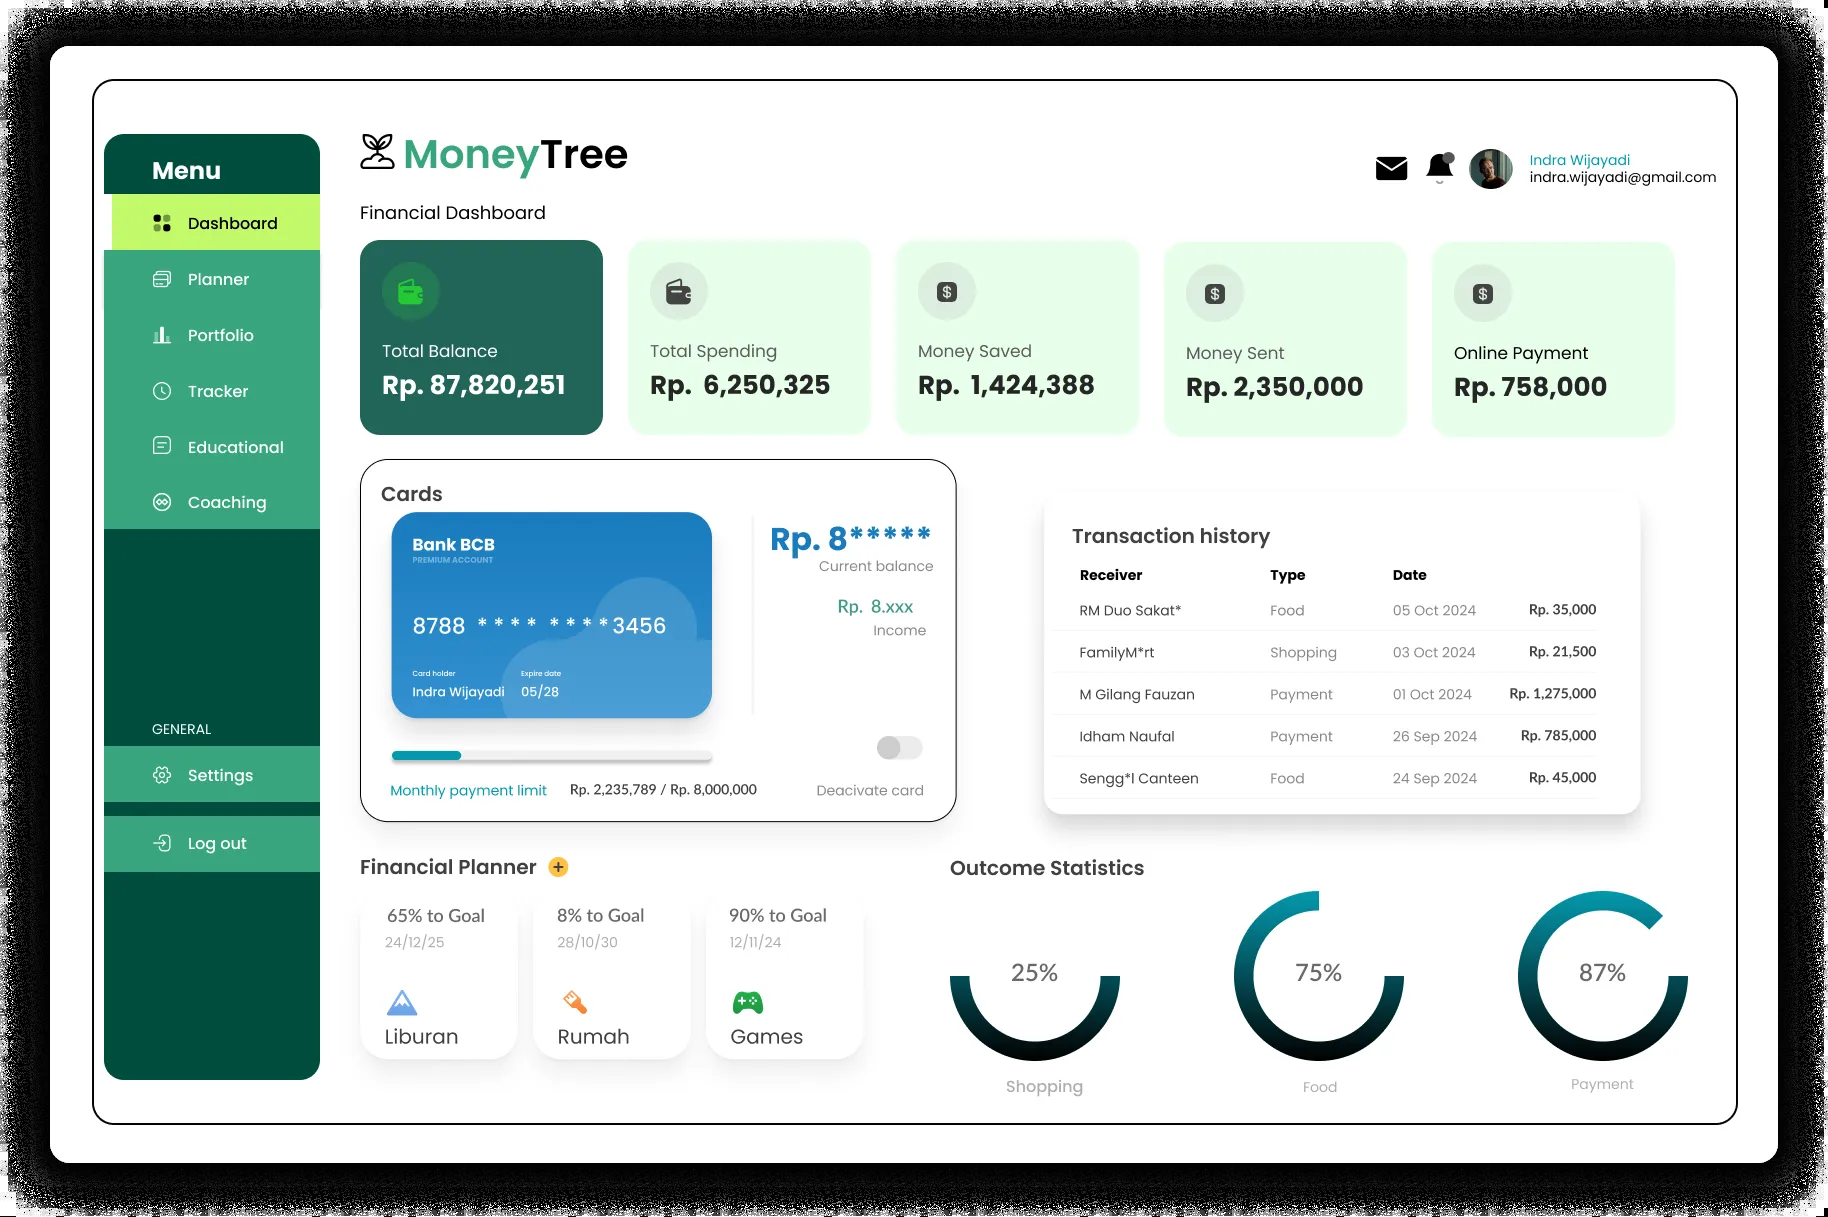 Menu
Dashboard
Planner
Portfolio
Tracker
Educational
Coaching
GENERAL
Settings
Log out
MoneyTree
Indra Wijayadi
indra.wijayadi@gmail.com
Financial Dashboard
Total Balance
Rp. 87,820,251
Total Spending
Rp. 6,250,325
Money Saved
Rp. 1,424,388
Money Sent
Rp. 2,350,000
Online Payment
Rp. 758,000
Cards
Bank BCB
PREMIUM ACCOUNT
8788 **** ****3456
Card holder Expire date
Indra Wijayadi 05/28
Rp. 8*****
Current balance
Rp. 8.xxx
Income
Monthly payment limit Rp. 2,235,789 / Rp. 8,000,000
Deacivate card
Transaction history
Receiver Type Date
RM Duo Sakat* Food 05 Oct 2024 Rp. 35,000
FamilyM*rt Shopping 03 Oct 2024 Rp. 21,500
M Gilang Fauzan Payment 01 Oct 2024 Rp. 1,275,000
Idham Naufal Payment 26 Sep 2024 Rp. 785,000
Sengg*l Canteen Food 24 Sep 2024 Rp. 45,000
Financial Planner +
65% to Goal
24/12/25
Liburan
8% to Goal
28/10/30
Rumah
90% to Goal
12/11/24
Games
Outcome Statistics
25%
Shopping
75%
Food
87%
Payment